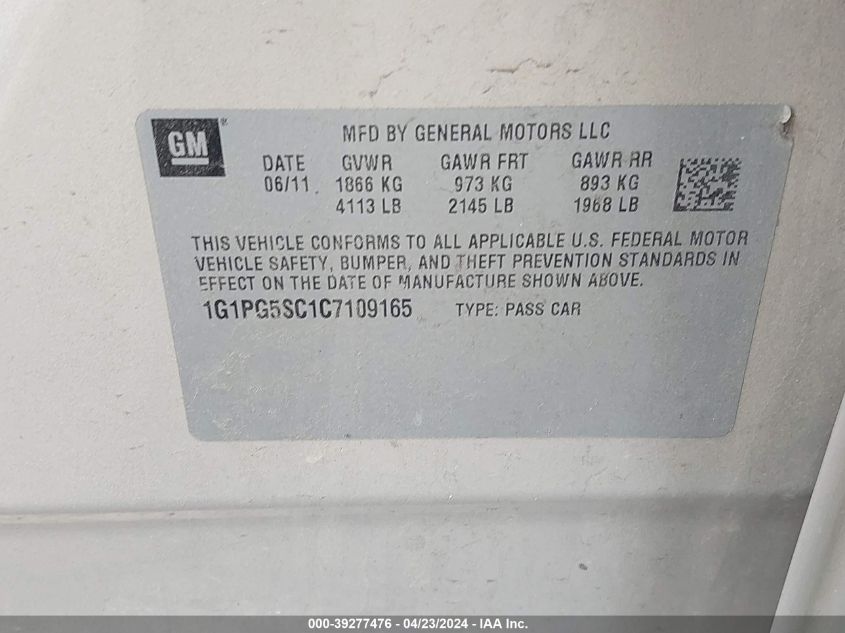 GM®
MFD BY GENERAL MOTORS LLC
DATE GVWR GAWR FRT GAWR RR
06/11 1866 KG 973 KG 893 KG
4113 LB 2145 LB 1968 LB
THIS VEHICLE CONFORMS TO ALL APPLICABLE U.S. FEDERAL MOTOR
VEHICLE SAFETY, BUMPER, AND THEFT PREVENTION STANDARDS IN
EFFECT ON THE DATE OF MANUFACTURE SHOWN ABOVE.
1G1PG5SC1C7109165 TYPE: PASS CAR
000-39277476 - 04/23/2024 - IAA Inc.